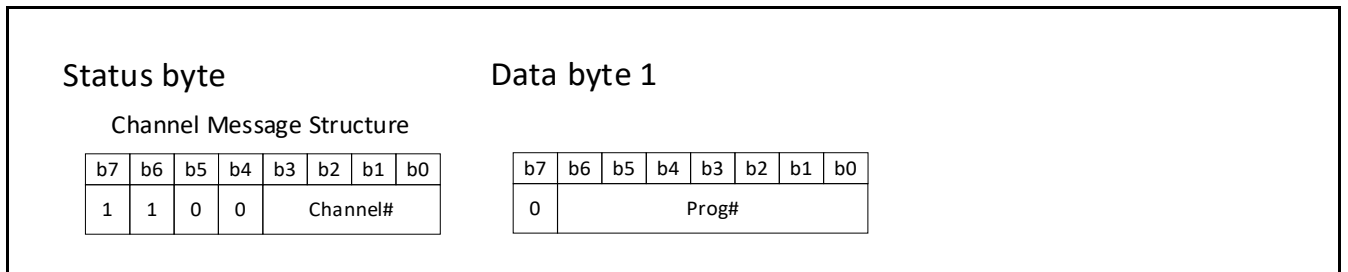 Status byte Data byte 1
Channel Message Structure
b7 b6 b5 b4 b3 b2 b1 b0 b7 b6 b5 b4 b3 b2 b1 b0
1 1 0 0 Channel# 0 Prog#